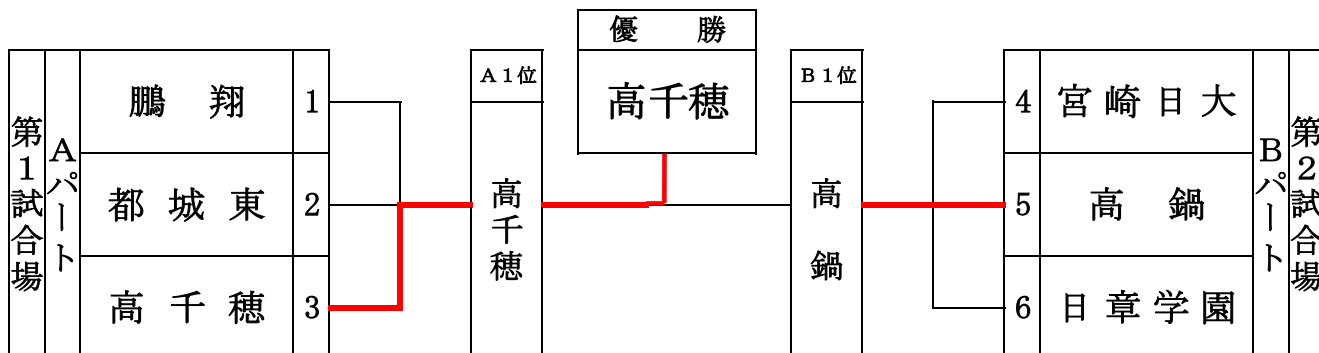 優勝
高千穂
第1試合場
Aパート
鵬翔 1
都城東 2
高千穂 3
A1位
高千穂
B1位
高鍋
4 宮崎日大
5 高鍋
6 日章学園
Bパート
第2試合場